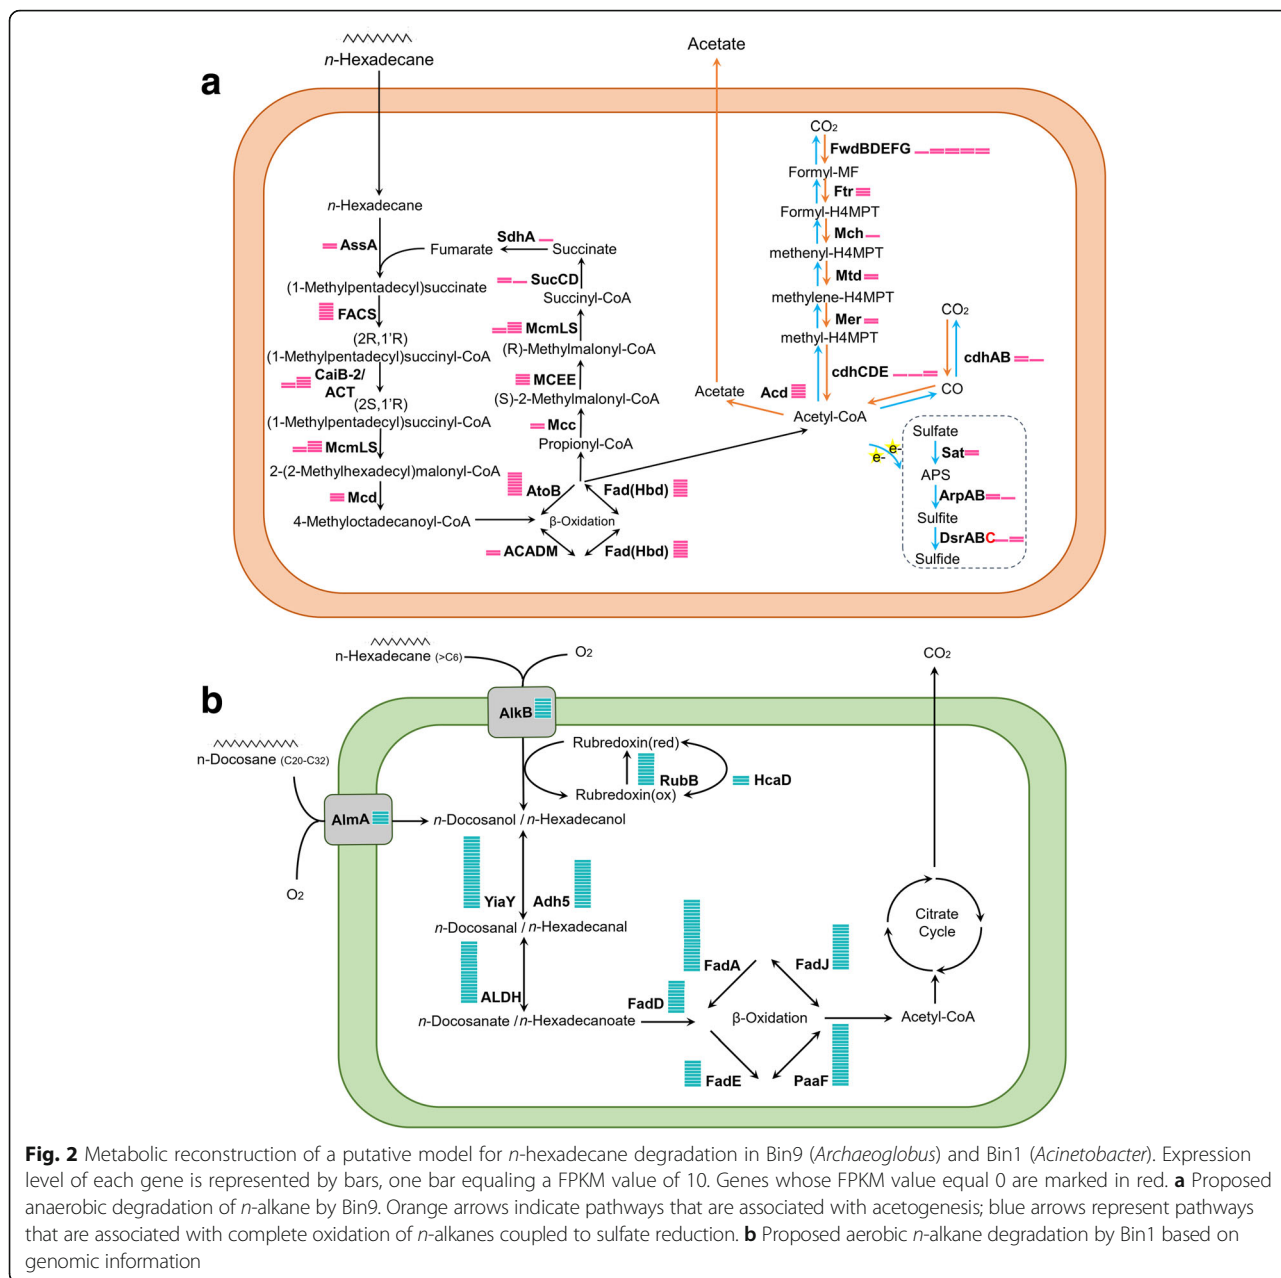 a
n-Hexadecane
Acetate
n-Hexadecane
AssA
Fumarate
SdhA
Succinate
(1-Methylpentadecyl)succinate
SucCD
FACS
Succinyl-CoA
(2R,1'R)
(1-Methylpentadecyl)succinyl-CoA
McmLS
(R)-Methylmalonyl-CoA
CaiB-2/
ACT
MCEE
(2S,1'R)
(1-Methylpentadecyl)succinyl-CoA
(S)-2-Methylmalonyl-CoA
Mcc
McmLS
Propionyl-CoA
2-(2-Methylhexadecyl)malonyl-CoA
Mcd
AtoB
Fad(Hbd)
4-Methyloctadecanoyl-CoA
β-Oxidation
ACADM
Fad(Hbd)
CO2
FwdBDEFG
Formyl-MF
Ftr
Formyl-H4MPT
Mch
methenyl-H4MPT
Mtd
methylene-H4MPT
Mer
methyl-H4MPT
CO2
cdhAB
cdhCDE
CO
Acetate
Acd
Acetyl-CoA
e-
e-
Sulfate
Sat
APS
ArpAB
Sulfite
DsrABC
Sulfide
b
n-Hexadecane (>C6)
O2
CO2
AlkB
n-Docosane (C20-C32)
Rubredoxin(red)
RubB
HcaD
Rubredoxin(ox)
AlmA
n-Docosanol / n-Hexadecanol
O2
YiaY
Adh5
n-Docosanal / n-Hexadecanal
ALDH
FadD
n-Docosanate / n-Hexadecanoate
FadA
FadJ
β-Oxidation
FadE
PaaF
Citrate
Cycle
Acetyl-CoA
Fig. 2 Metabolic reconstruction of a putative model for n-hexadecane degradation in Bin9 (Archaeoglobus) and Bin1 (Acinetobacter). Expression
level of each gene is represented by bars, one bar equaling a FPKM value of 10. Genes whose FPKM value equal 0 are marked in red. a Proposed
anaerobic degradation of n-alkane by Bin9. Orange arrows indicate pathways that are associated with acetogenesis; blue arrows represent pathways
that are associated with complete oxidation of n-alkanes coupled to sulfate reduction. b Proposed aerobic n-alkane degradation by Bin1 based on
genomic information